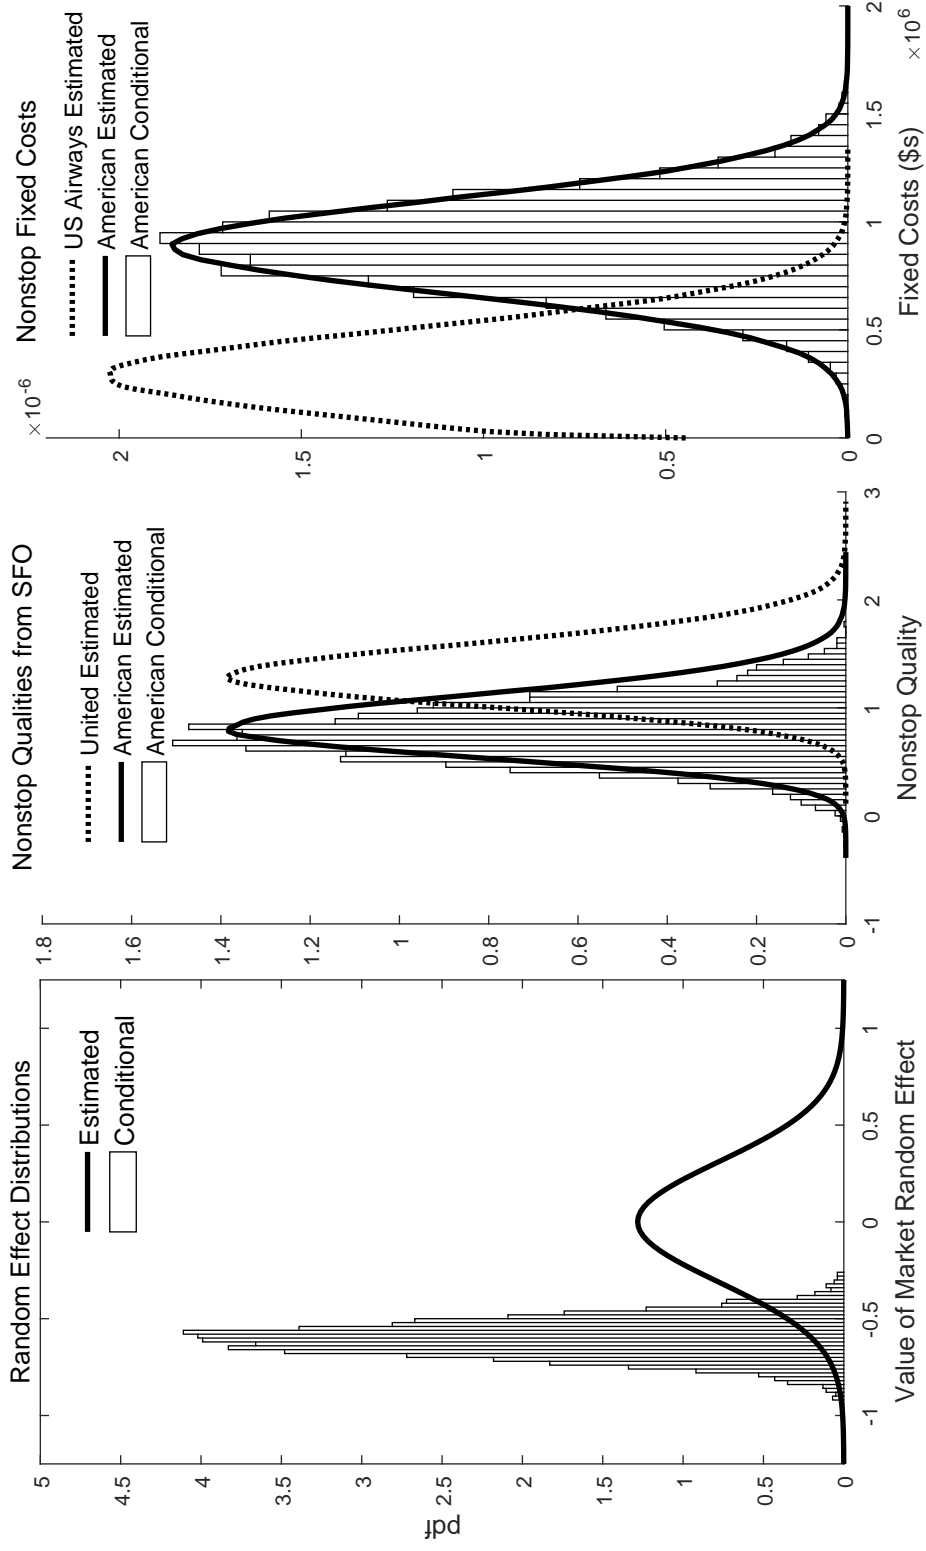 Random Effect Distributions
Estimated
Conditional
5
4.5
4
3.5
3
2.5
2
1.5
1
0.5
0
pdf
-1
-0.5
0
0.5
1
Value of Market Random Effect
Nonstop Qualities from SFO
United Estimated
American Estimated
American Conditional
1.8
1.6
1.4
1.2
1
0.8
0.6
0.4
0.2
0
-1
0
1
2
3
Nonstop Quality
Nonstop Fixed Costs
×10-6
US Airways Estimated
American Estimated
American Conditional
2
1.5
1
0.5
0
0
0.5
1
1.5
2
×10 6
Fixed Costs ($s)